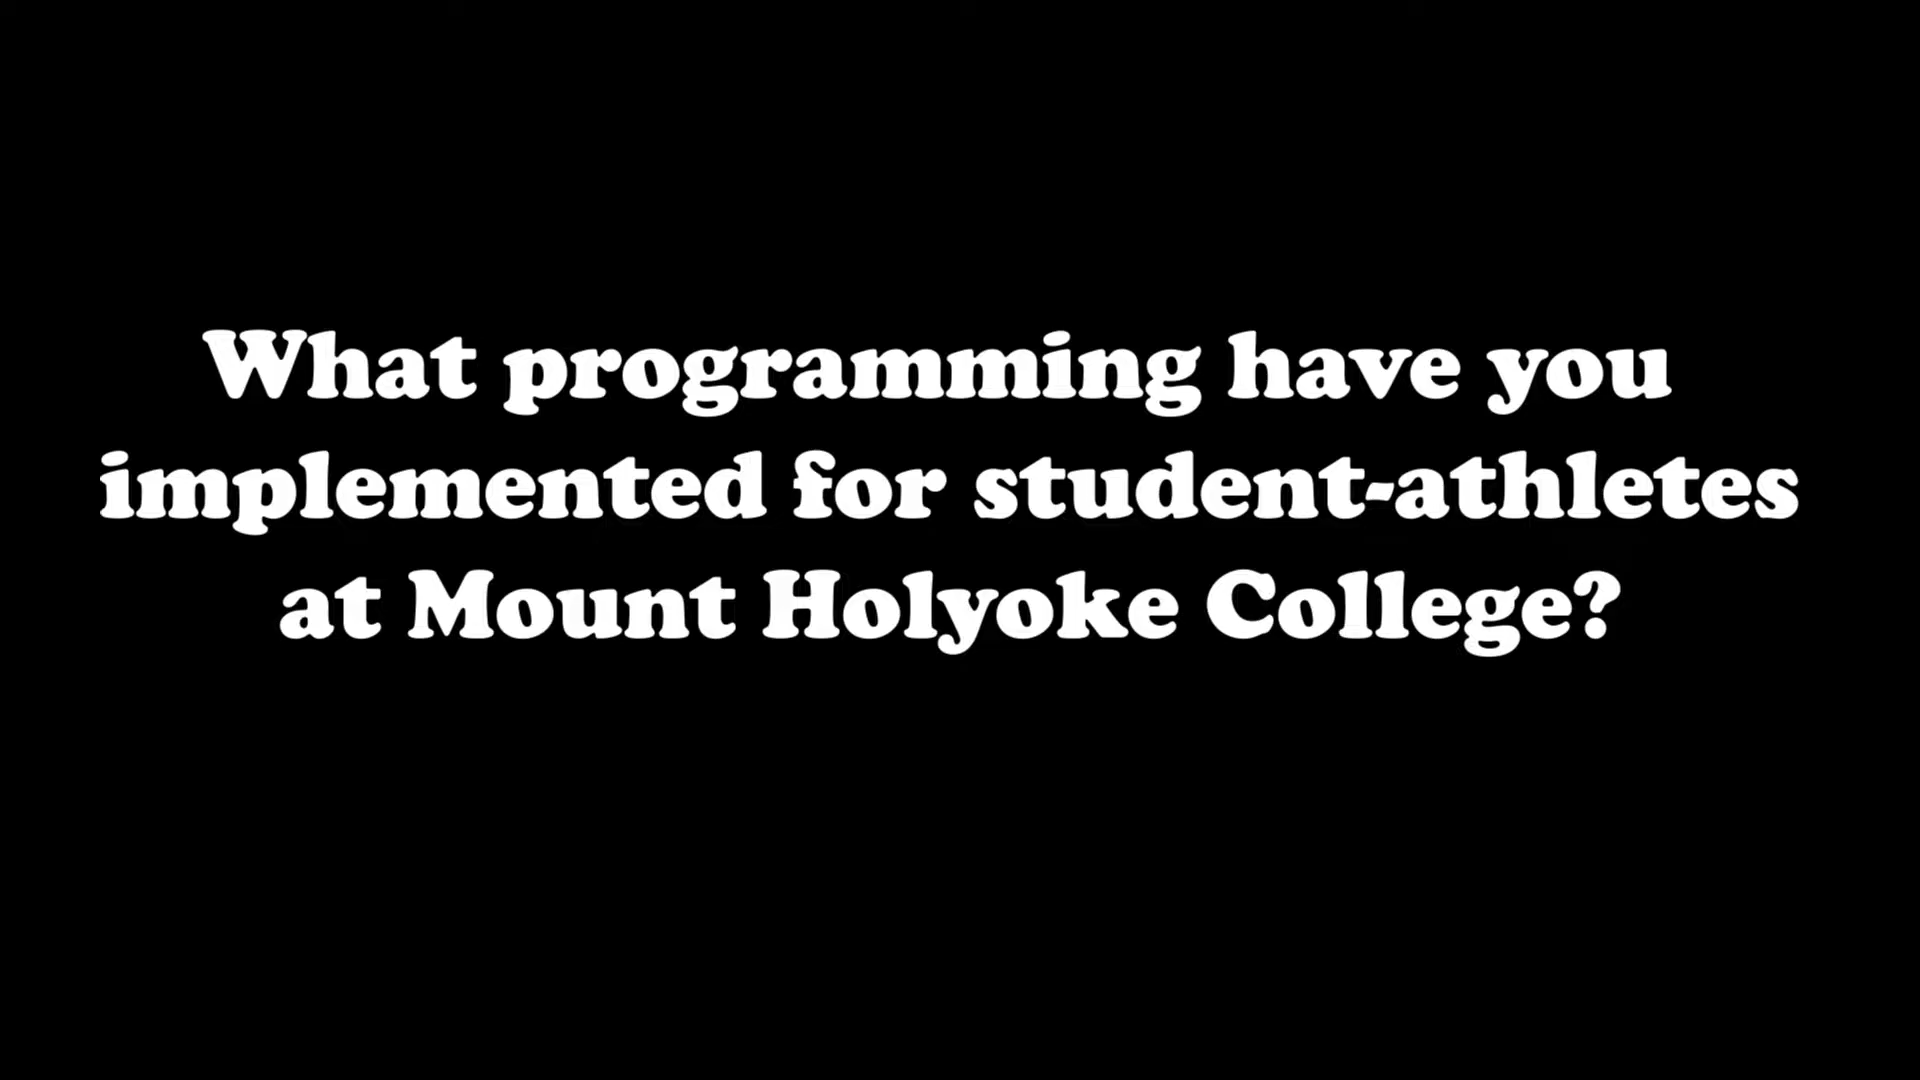 What programming have you
implemented for student-athletes
at Mount Holyoke College?